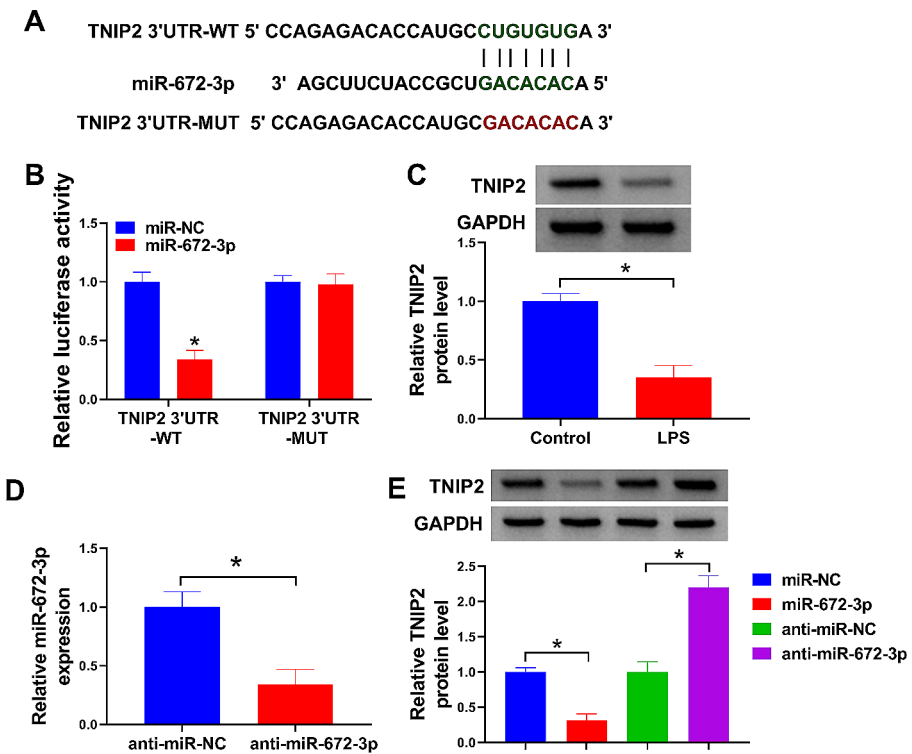 A
TNIP2 3'UTR-WT 5' CCAGAGACACCAUGCCUGUGUGA 3'
miR-672-3p 3' AGCUUCUACCGCUGACACACA 5'
TNIP2 3'UTR-MUT 5' CCAGAGACACCAUGCGACACACA 3'
B
Relative luciferase activity
1.5
1.0
0.5
0.0
miR-NC
miR-672-3p
*
TNIP2 3'UTR
-WT
TNIP2 3'UTR
-MUT
C
TNIP2
GAPDH
Relative TNIP2
protein level
1.5
1.0
0.5
0.0
*
Control
LPS
D
Relative miR-672-3p
expression
1.5
1.0
0.5
0.0
*
anti-miR-NC
anti-miR-672-3p
E
TNIP2
GAPDH
Relative TNIP2
protein level
2.5
2.0
1.5
1.0
0.5
0.0
*
*
miR-NC
miR-672-3p
anti-miR-NC
anti-miR-672-3p